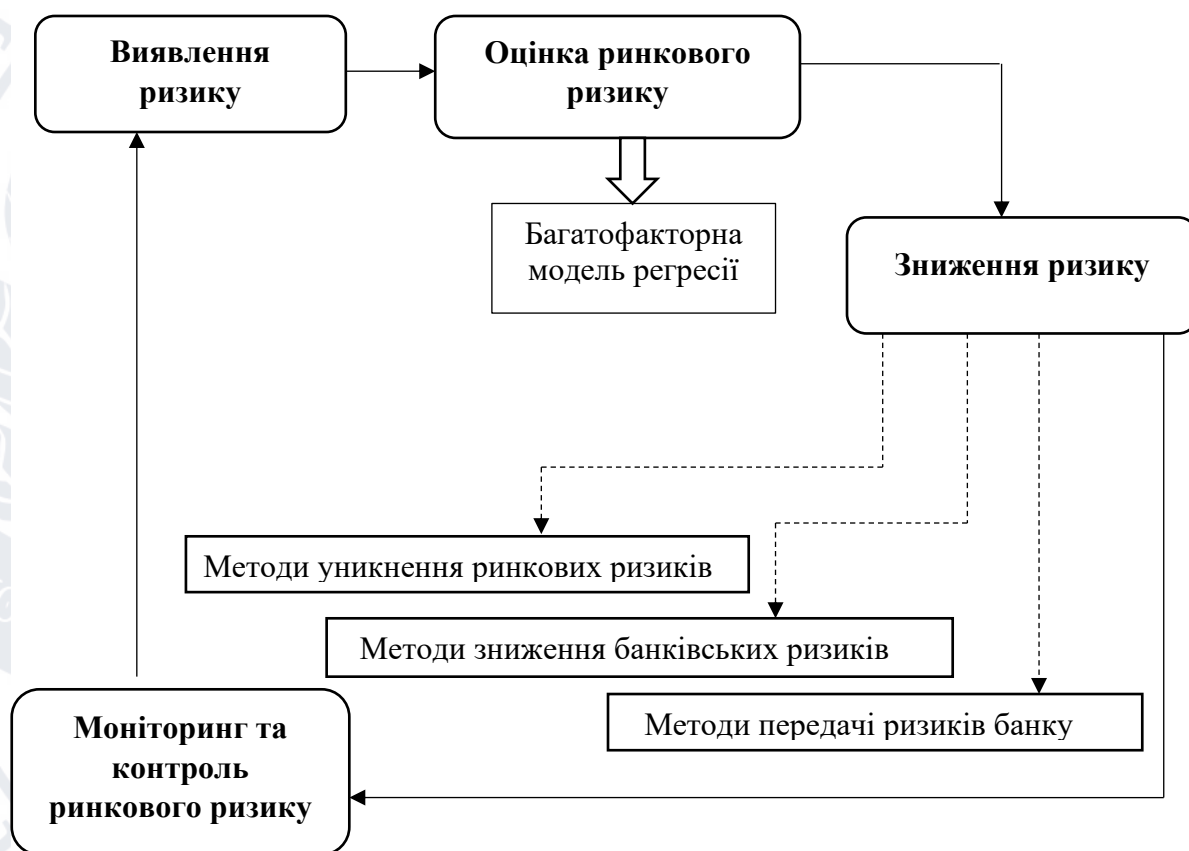 Виявлення
ризику
Оцінка ринкового
ризику
Багатофакторна
модель регресії
Зниження ризику
Методи уникнення ринкових ризиків
Методи зниження банківських ризиків
Методи передачі ризиків банку
Моніторинг та
контроль
ринкового ризику